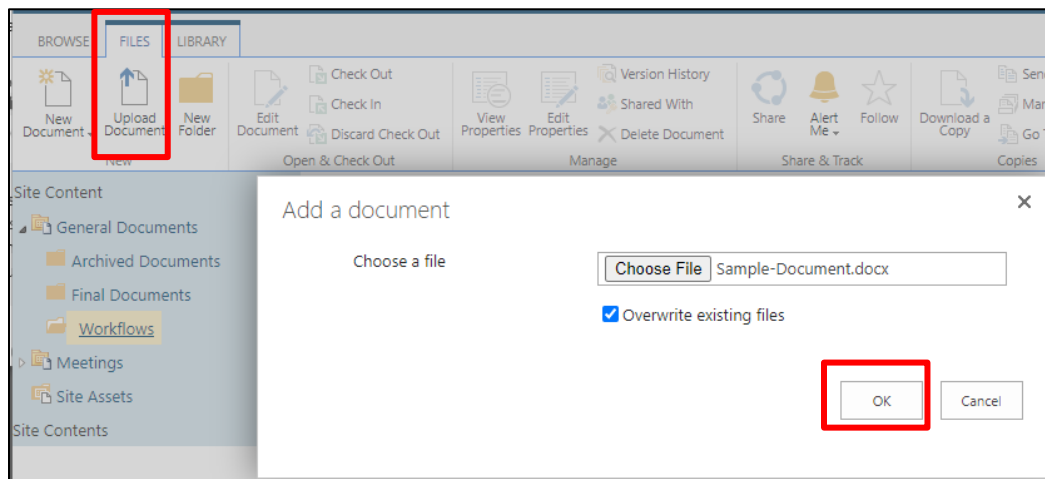 BROWSE FILES LIBRARY
New Document
Upload Document
New Folder
New
Edit Document
Check Out
Check In
Discard Check Out
Open & Check Out
View Properties
Edit Properties
Version History
Shared With
Delete Document
Manage
Share
Alert Me
Follow
Share & Track
Download a Copy
Go
Copies
Site Content
General Documents
Archived Documents
Final Documents
Workflows
Meetings
Site Assets
Site Contents
Add a document
Choose a file
Choose File Sample-Document.docx
Overwrite existing files
OK Cancel